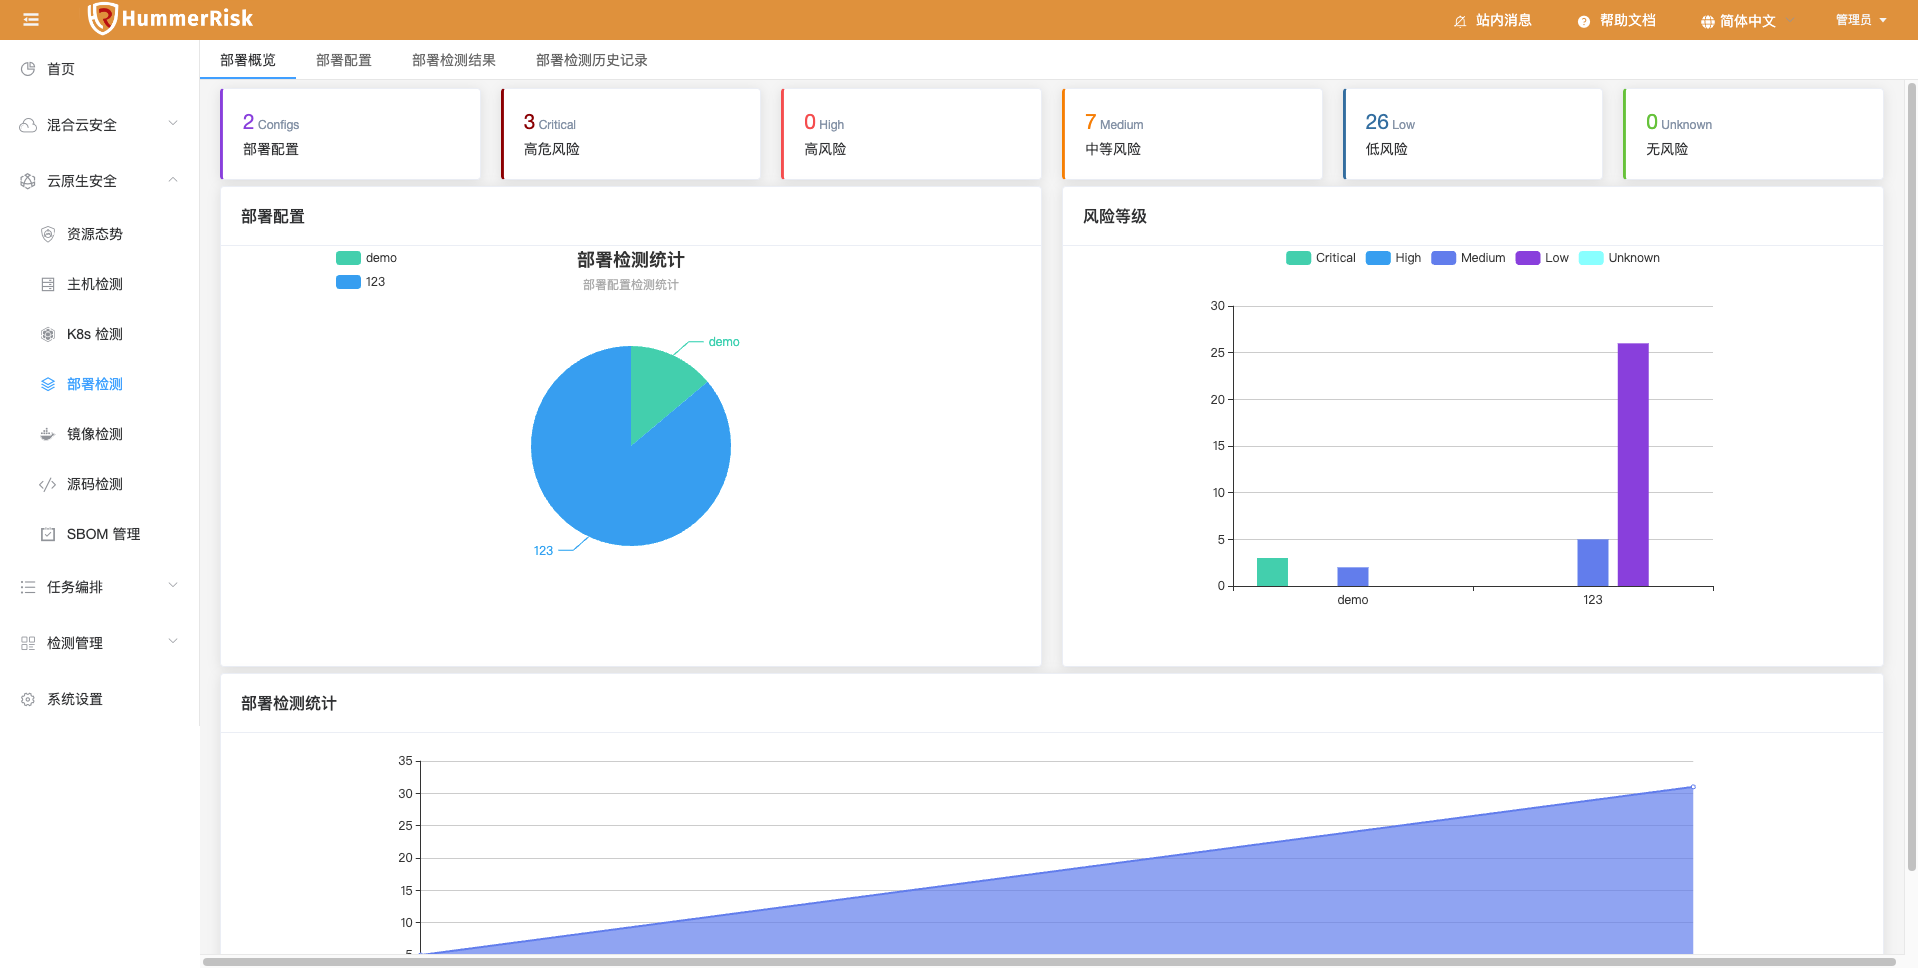 HummerRisk
站内消息
帮助文档
简体中文
管理员
首页
混合云安全
云原生安全
资源态势
主机检测
K8s 检测
部署检测
镜像检测
源码检测
SBOM 管理
任务编排
检测管理
系统设置
部署概览
部署配置
部署检测结果
部署检测历史记录
2 Configs
部署配置
3 Critical
高危风险
0 High
高风险
7 Medium
中等风险
26 Low
低风险
0 Unknown
无风险
部署配置
demo
123
部署检测统计
部署配置检测统计
demo
123
风险等级
Critical High Medium Low Unknown
30
25
20
15
10
5
0
demo 123
部署检测统计
35
30
25
20
15
10
5